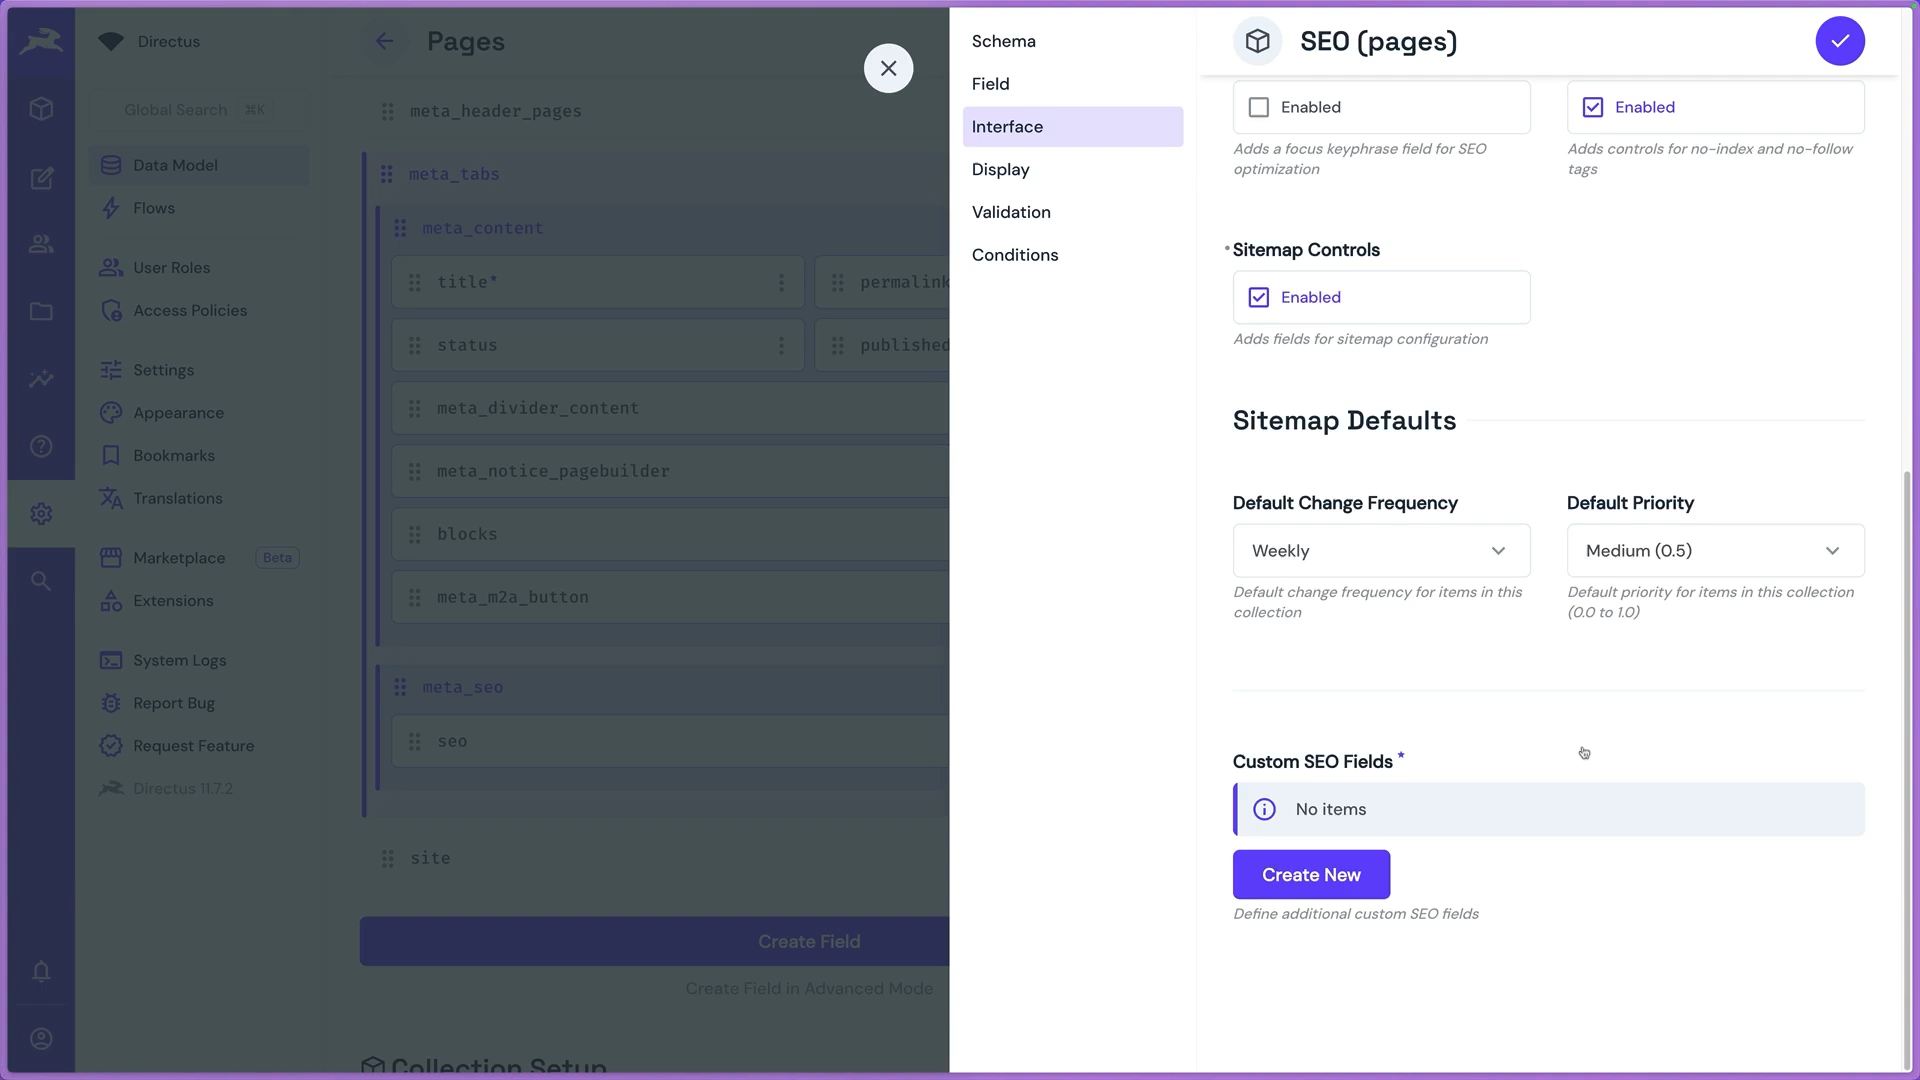 Directus
Global Search ⌘K
Data Model
Flows
User Roles
Access Policies
Settings
Appearance
Bookmarks
Translations
Marketplace Beta
Extensions
System Logs
Report Bug
Request Feature
Directus 11.7.2
Pages
meta_header_pages
meta_tabs
meta_content
title*
permalink
status
published
meta_divider_content
meta_notice_pagebuilder
blocks
meta_m2a_button
meta_seo
seo
site
Create Field
Create Field in Advanced Mode
Collection Setup
Schema
Field
Interface
Display
Validation
Conditions
SEO (pages)
Enabled
Adds a focus keyphrase field for SEO
optimization
Enabled
Adds controls for no-index and no-follow
tags
Sitemap Controls
Enabled
Adds fields for sitemap configuration
Sitemap Defaults
Default Change Frequency
Weekly
Default change frequency for items in this
collection
Default Priority
Medium (0.5)
Default priority for items in this collection
(0.0 to 1.0)
Custom SEO Fields *
No items
Create New
Define additional custom SEO fields